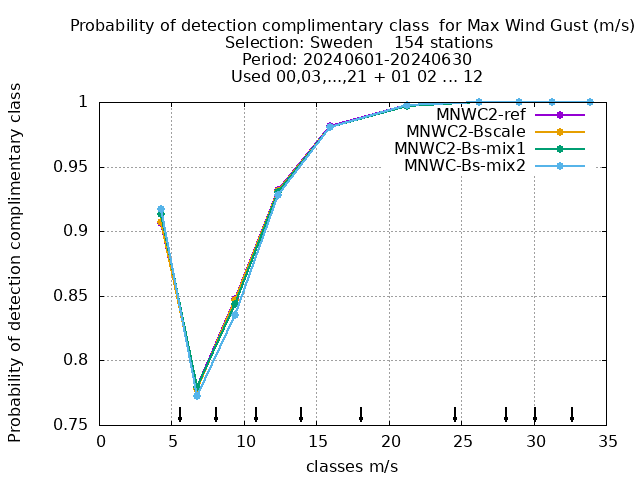 Probability of detection complimentary class  for Max Wind Gust (m/s)
Selection: Sweden    154 stations
Period: 20240601-20240630
Used 00,03,...,21 + 01 02 ... 12
Probability of detection complimentary class
1
0.95
0.9
0.85
0.8
0.75
MNWC2-ref
MNWC2-Bscale
MNWC2-Bs-mix1
MNWC-Bs-mix2
0 5 10 15 20 25 30 35
classes m/s